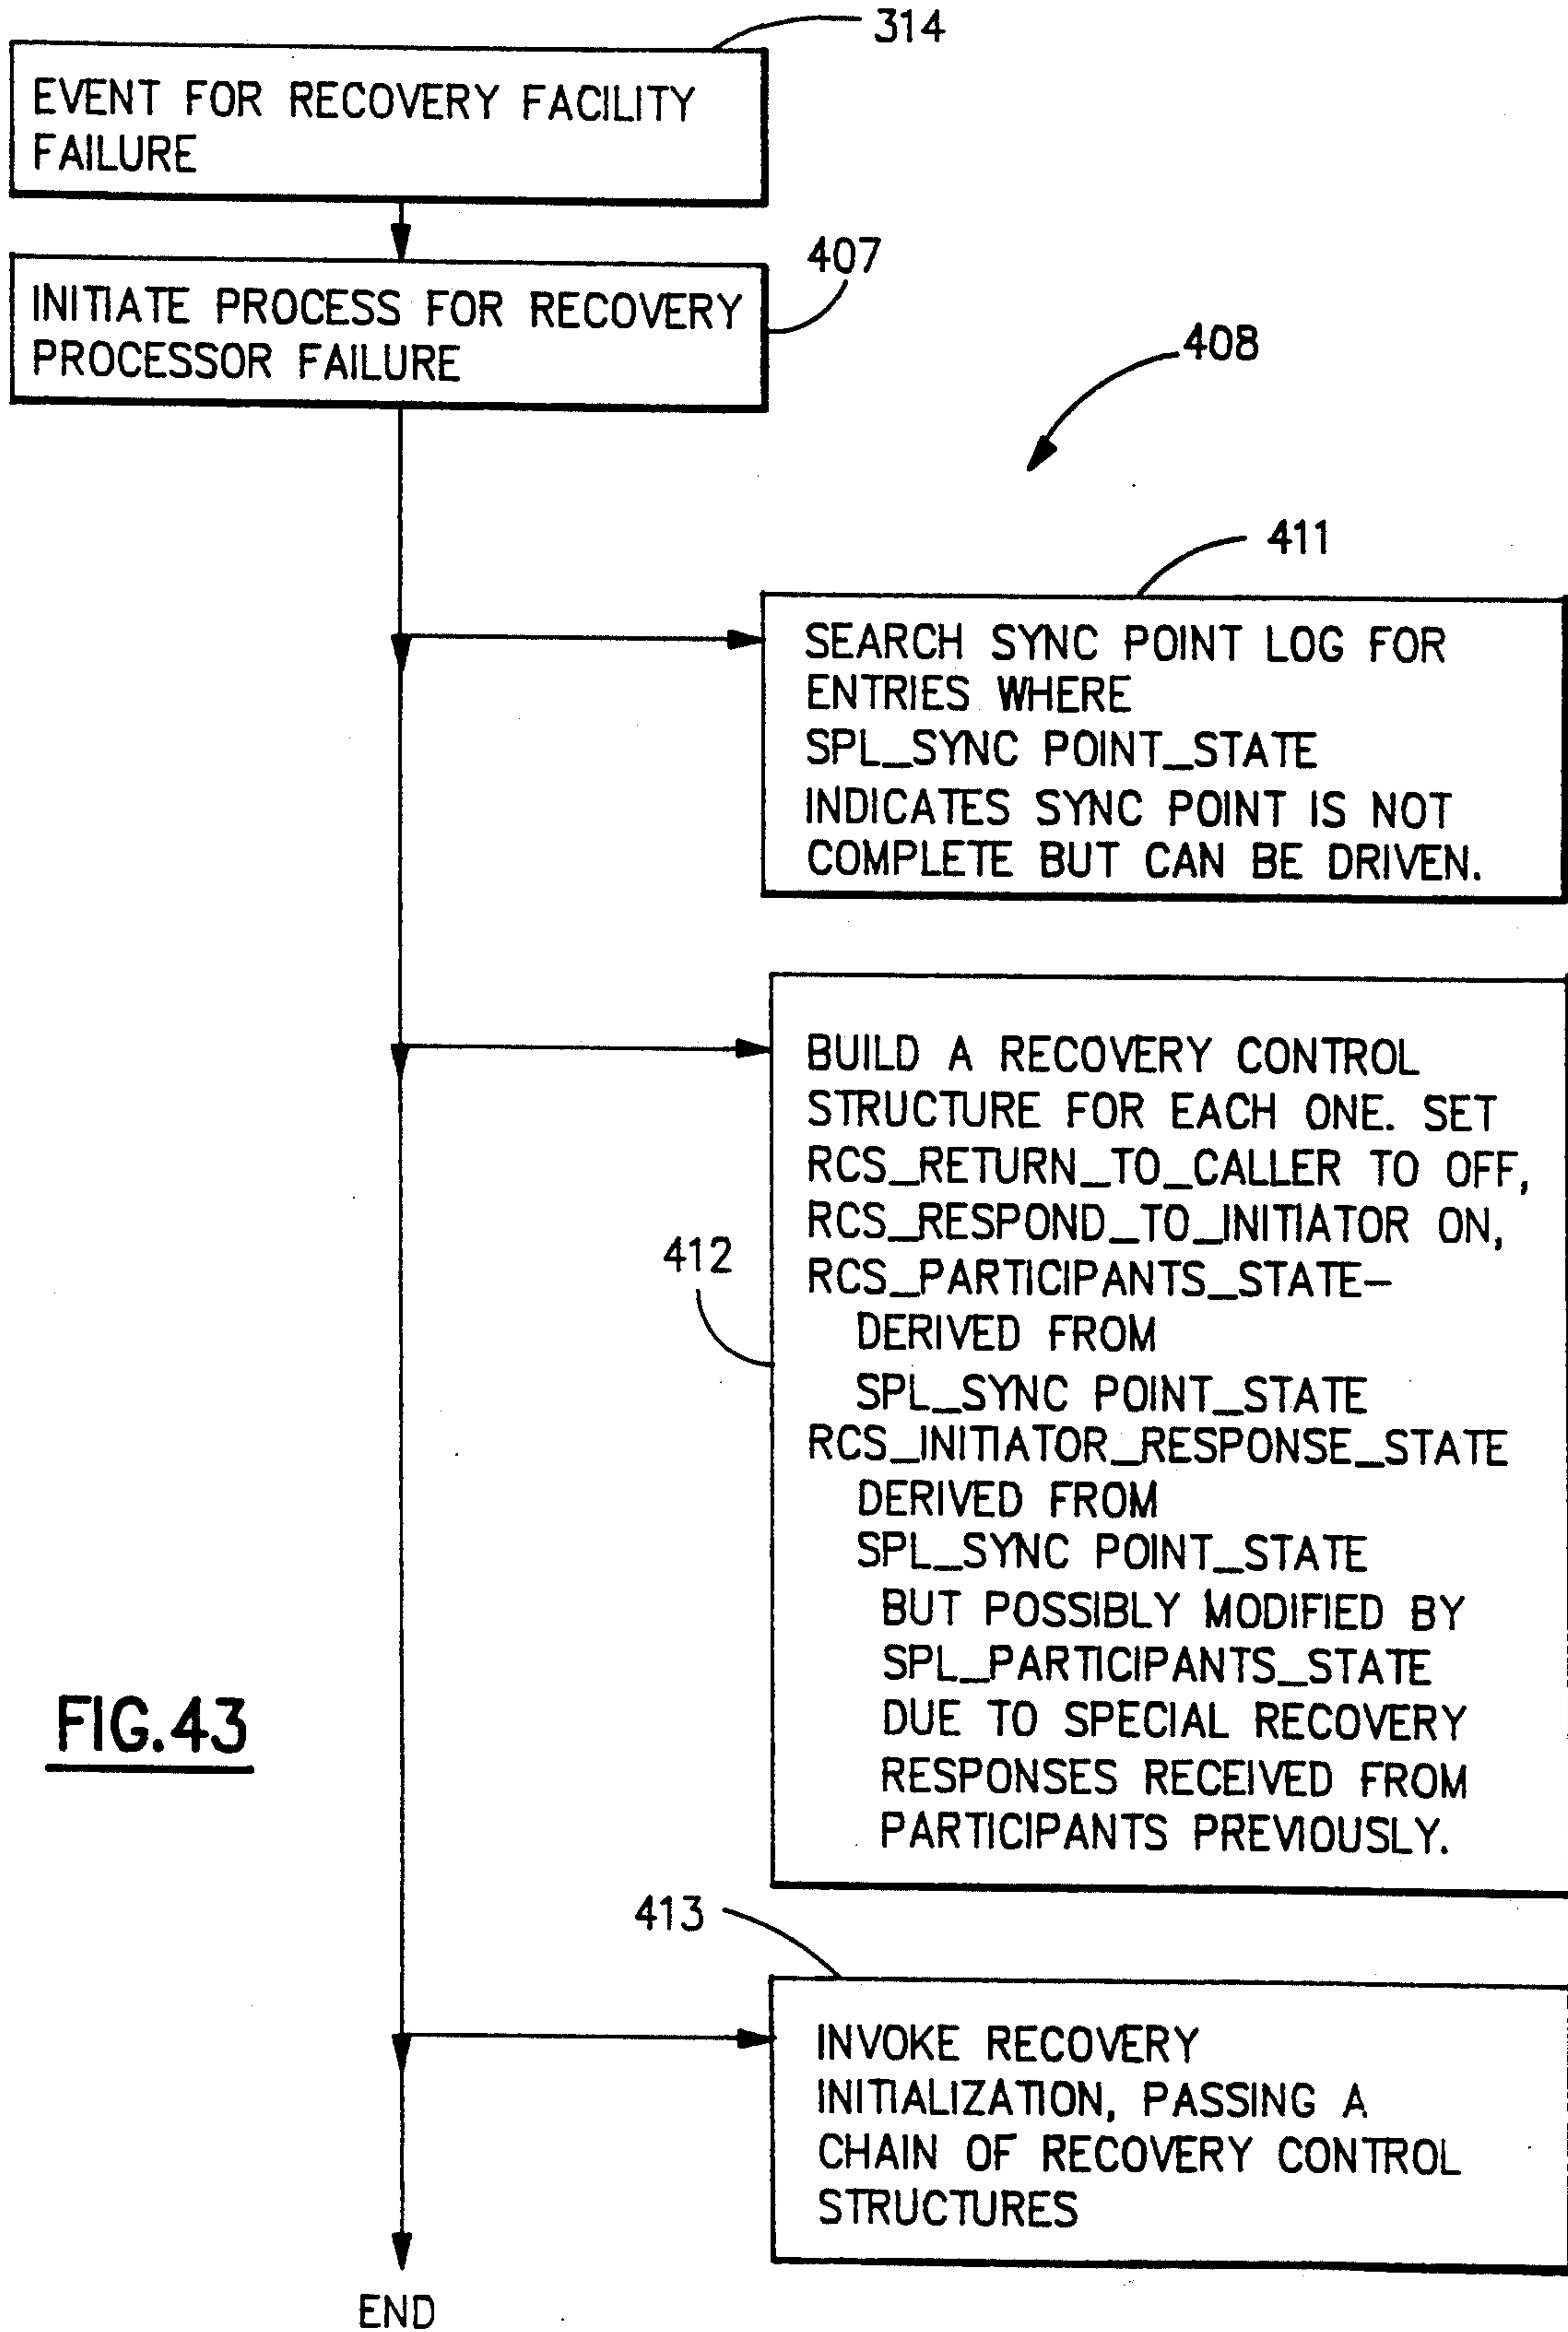 314
EVENT FOR RECOVERY FACILITY
FAILURE
407
INITIATE PROCESS FOR RECOVERY
PROCESSOR FAILURE
408
411
SEARCH SYNC POINT LOG FOR
ENTRIES WHERE
SPL_SYNC POINT_STATE
INDICATES SYNC POINT IS NOT
COMPLETE BUT CAN BE DRIVEN.
412
BUILD A RECOVERY CONTROL
STRUCTURE FOR EACH ONE. SET
RCS_RETURN_TO_CALLER TO OFF,
RCS_RESPOND_TO_INITIATOR ON,
RCS_PARTICIPANTS_STATE-
DERIVED FROM
SPL_SYNC POINT_STATE
RCS_INITIATOR_RESPONSE_STATE
DERIVED FROM
SPL_SYNC POINT_STATE
BUT POSSIBLY MODIFIED BY
SPL_PARTICIPANTS_STATE
DUE TO SPECIAL RECOVERY
RESPONSES RECEIVED FROM
PARTICIPANTS PREVIOUSLY.
FIG.43
413
INVOKE RECOVERY
INITIALIZATION, PASSING A
CHAIN OF RECOVERY CONTROL
STRUCTURES
END